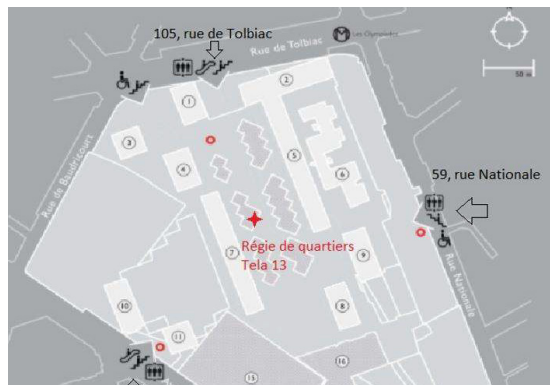 105, rue de Tolbiac
Rue de Tolbiac
M Les Olympiades
50 m
2
1
3
4
5
6
Rue de Baudricourt
59, rue Nationale
Régie de quartiers
Tela 13
7
9
Rue Nationale
10
8
11
15
16